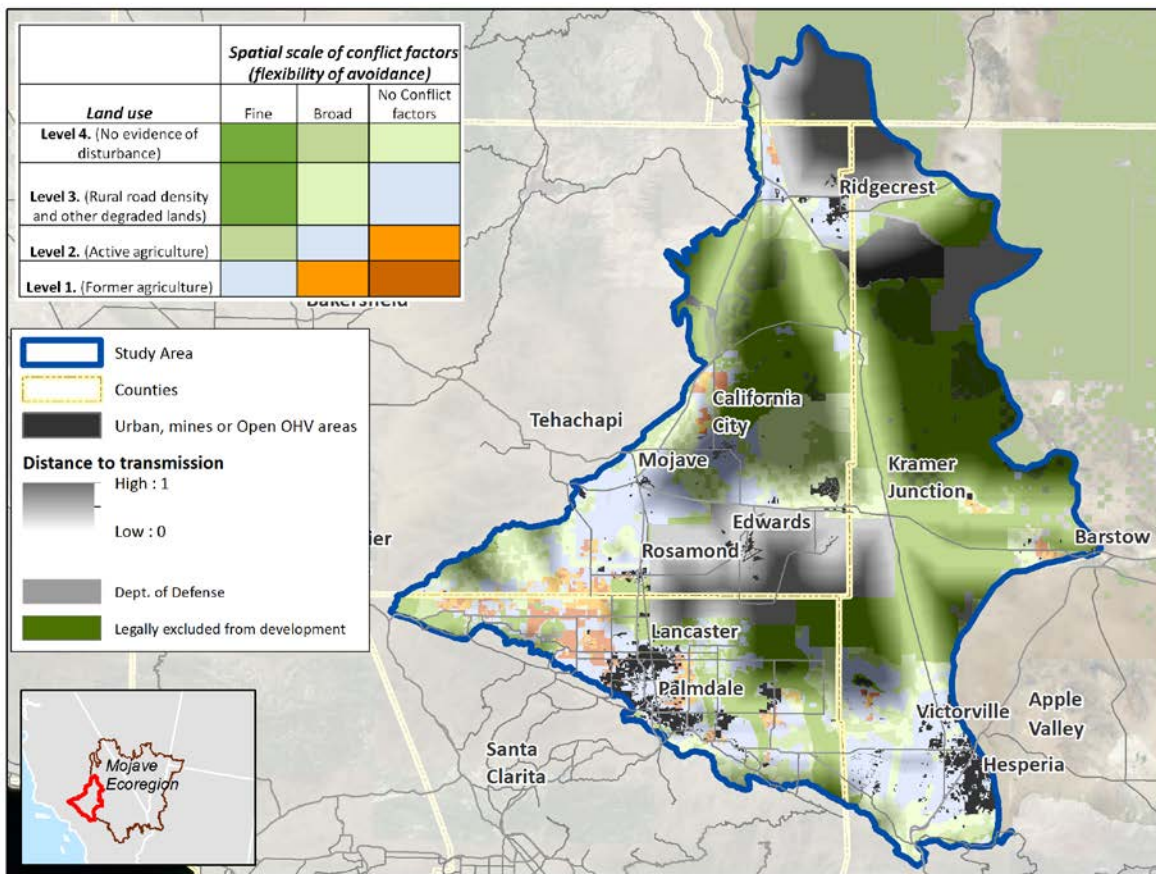 Spatial scale of conflict factors
(flexibility of avoidance)
Land use
Fine
Broad
No Conflict
factors
Level 4. (No evidence of
disturbance)
Level 3. (Rural road density
and other degraded lands)
Level 2. (Active agriculture)
Level 1. (Former agriculture)
Bakersfield
Study Area
Counties
Urban, mines or Open OHV areas
Distance to transmission
High : 1
Low : 0
Dept. of Defense
Legally excluded from development
Ridgecrest
California
City
Tehachapi
Mojave
Kramer
Junction
Edwards
Rosamond
Barstow
ier
Lancaster
Palmdale
Victorville
Apple
Valley
Hesperia
Santa
Clarita
Mojave
Ecoregion